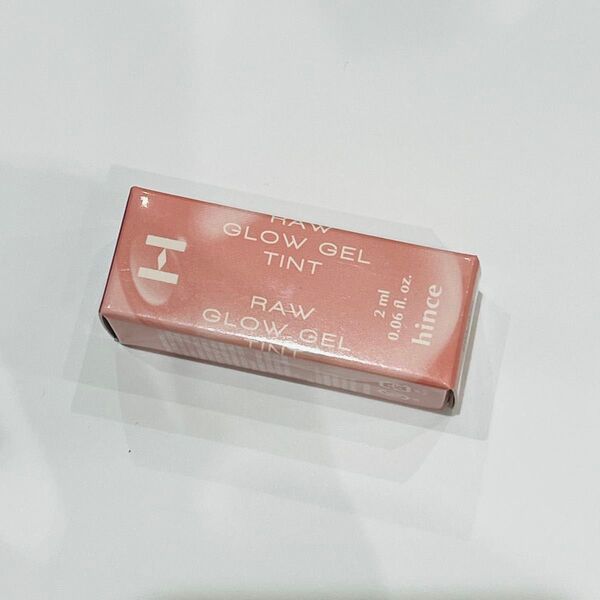 RAW
GLOW GEL
TINT
RAW
GLOW GEL
TINT
2 ml
0.06 fl. oz.
hince